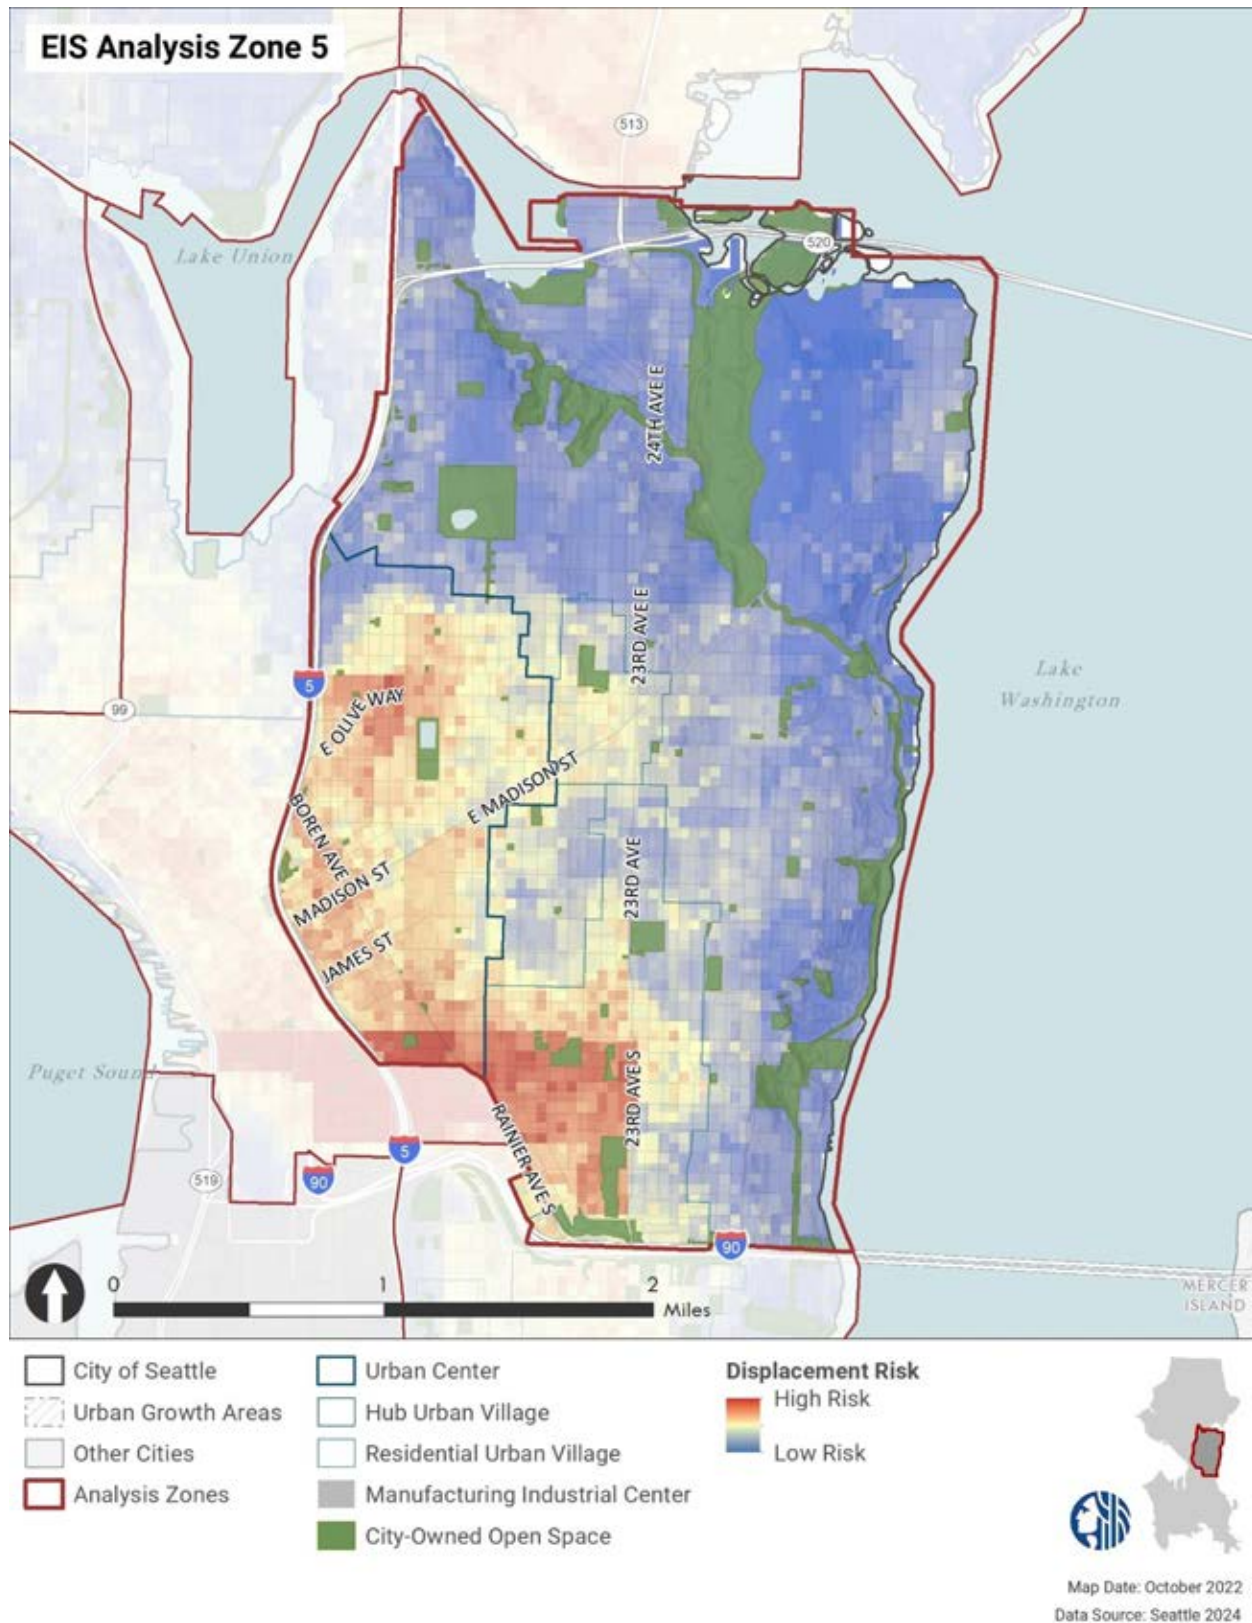 EIS Analysis Zone 5
513
Lake Union
520
24TH AVE E
23RD AVE E
5
E OLIVE WAY
Lake
Washington
99
E MADISON ST
BOREN AVE
MADISON ST
23RD AVE
JAMES ST
Puget Sound
23RD AVE S
RAINIER AVE S
5
519
90
90
0 1 2
Miles
MERCER
ISLAND
City of Seattle
Urban Growth Areas
Other Cities
Analysis Zones
Urban Center
Hub Urban Village
Residential Urban Village
Manufacturing Industrial Center
City-Owned Open Space
Displacement Risk
High Risk
Low Risk
Map Date: October 2022
Data Source: Seattle 2024